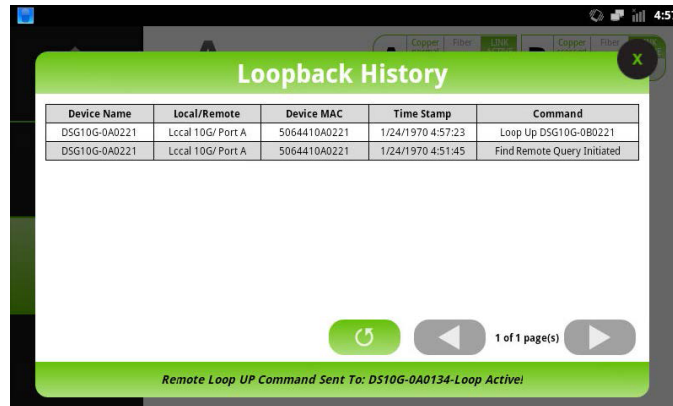 4:57
Copper Fiber LINK Copper Fiber
Loopback History
X
Device Name Local/Remote Device MAC Time Stamp Command
DSG10G-0A0221 Lccal 10G/ Port A 5064410A0221 1/24/1970 4:57:23 Loop Up DSG10G-0B0221
DSG10G-0A0221 Lccal 10G/ Port A 5064410A0221 1/24/1970 4:51:45 Find Remote Query Initiated
1 of 1 page(s)
Remote Loop UP Command Sent To: DS10G-0A0134-Loop Active!